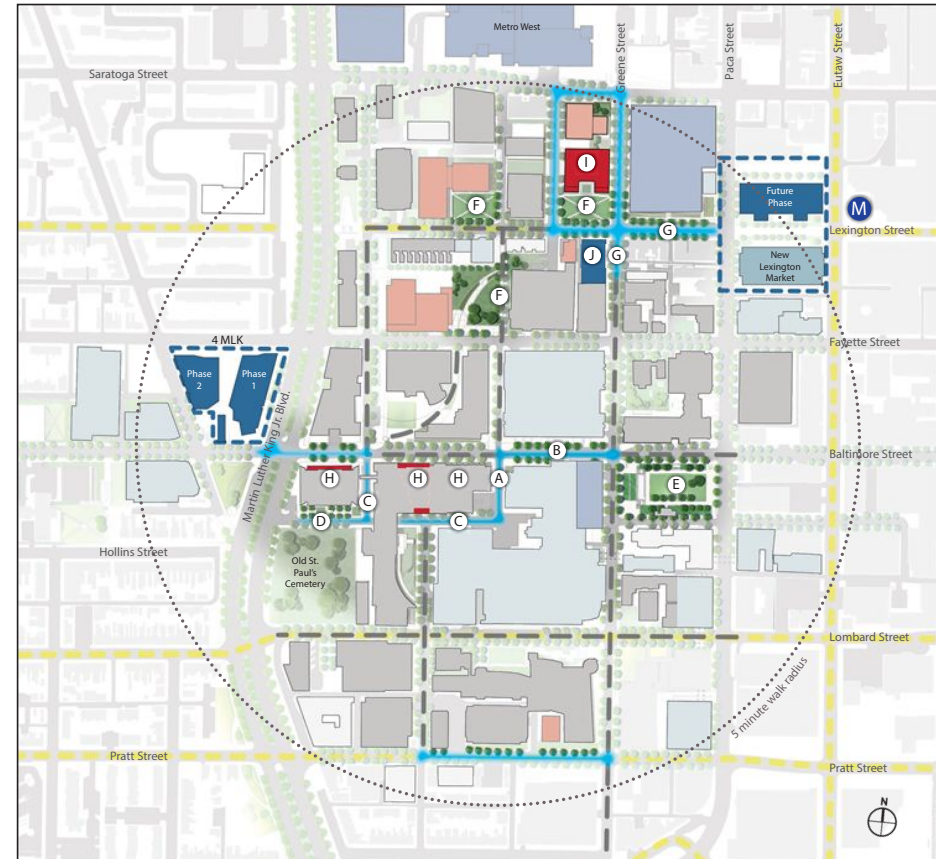 Metro West
Saratoga Street
Greene Street
Paca Street
Eutaw Street
I
F
F
Future
Phase
M
Lexington Street
G
J
G
New
Lexington
Market
F
Fayette Street
4 MLK
Phase
2
Phase
1
Martin Luther King Jr. Blvd.
B
Baltimore Street
H
H
H
A
E
C
D
C
Hollins Street
Old St.
Paul's
Cemetery
Lombard Street
5 minute walk radius
Pratt Street
Pratt Street
N